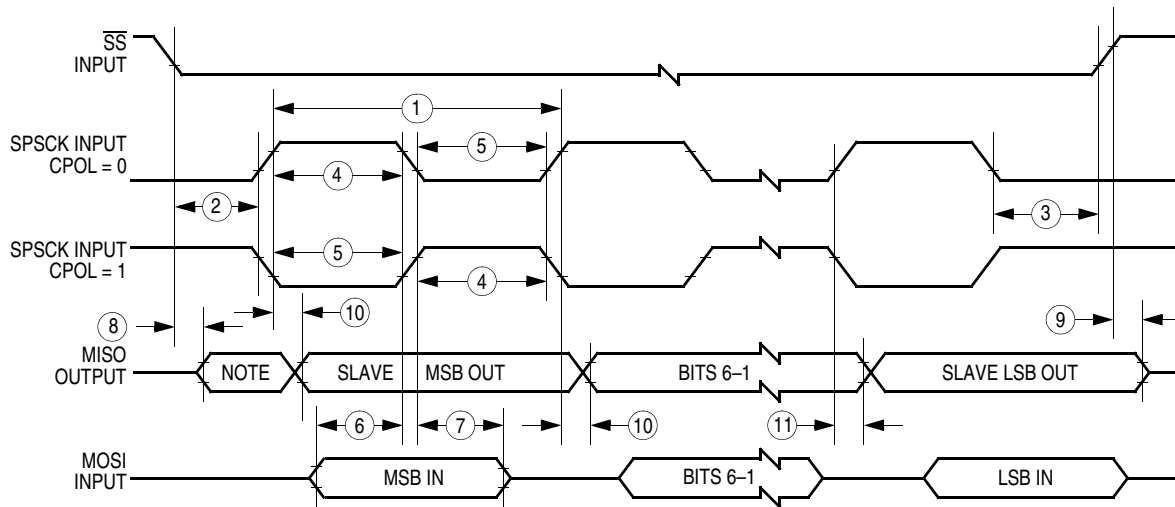 SS
INPUT
1
SPSCK INPUT
CPOL = 0
5
4
2
3
SPSCK INPUT
CPOL = 1
5
4
8
10
9
MISO
OUTPUT
NOTE
SLAVE MSB OUT
BITS 6–1
SLAVE LSB OUT
6
7
10
11
MOSI
INPUT
MSB IN
BITS 6–1
LSB IN